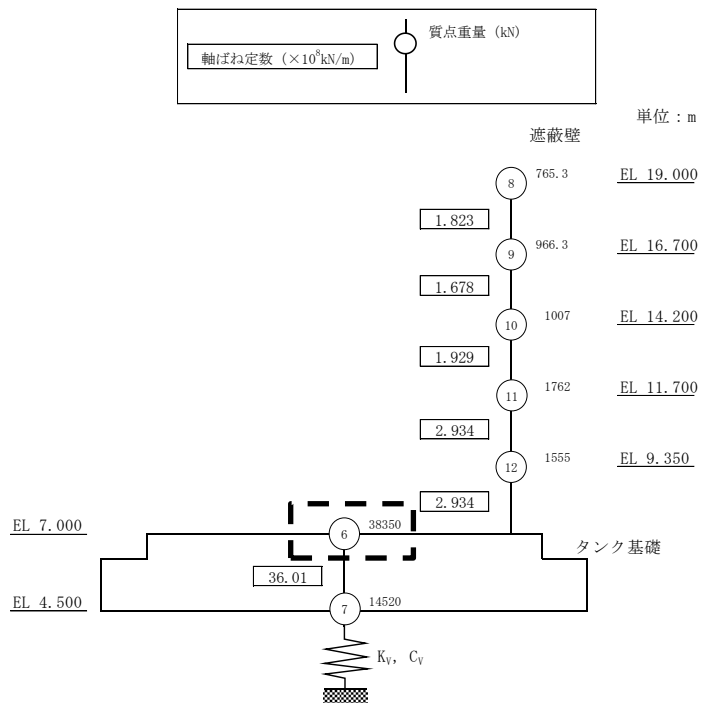 質点重量 (kN)
軸ばね定数 (×10⁸kN/m)
単位：m
遮蔽壁
8 765.3 EL 19.000
1.823
9 966.3 EL 16.700
1.678
10 1007 EL 14.200
1.929
11 1762 EL 11.700
2.934
12 1555 EL 9.350
2.934
EL 7.000 6 38350
タンク基礎
36.01
EL 4.500 7 14520
Kᵥ, Cᵥ